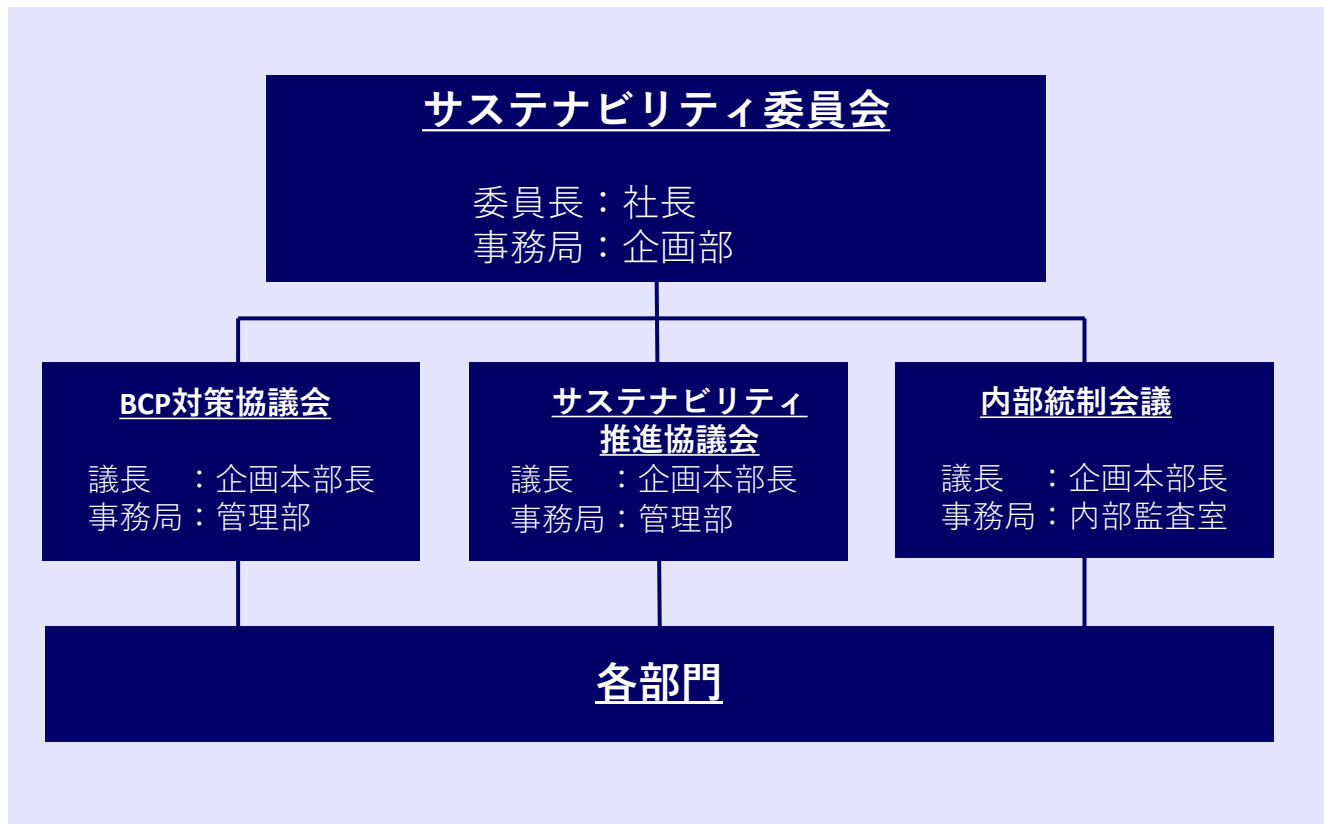 サステナビリティ委員会
委員長：社長
事務局：企画部
BCP対策協議会
議長　：企画本部長
事務局：管理部
サステナビリティ
推進協議会
議長　：企画本部長
事務局：管理部
内部統制会議
議長　：企画本部長
事務局：内部監査室
各部門